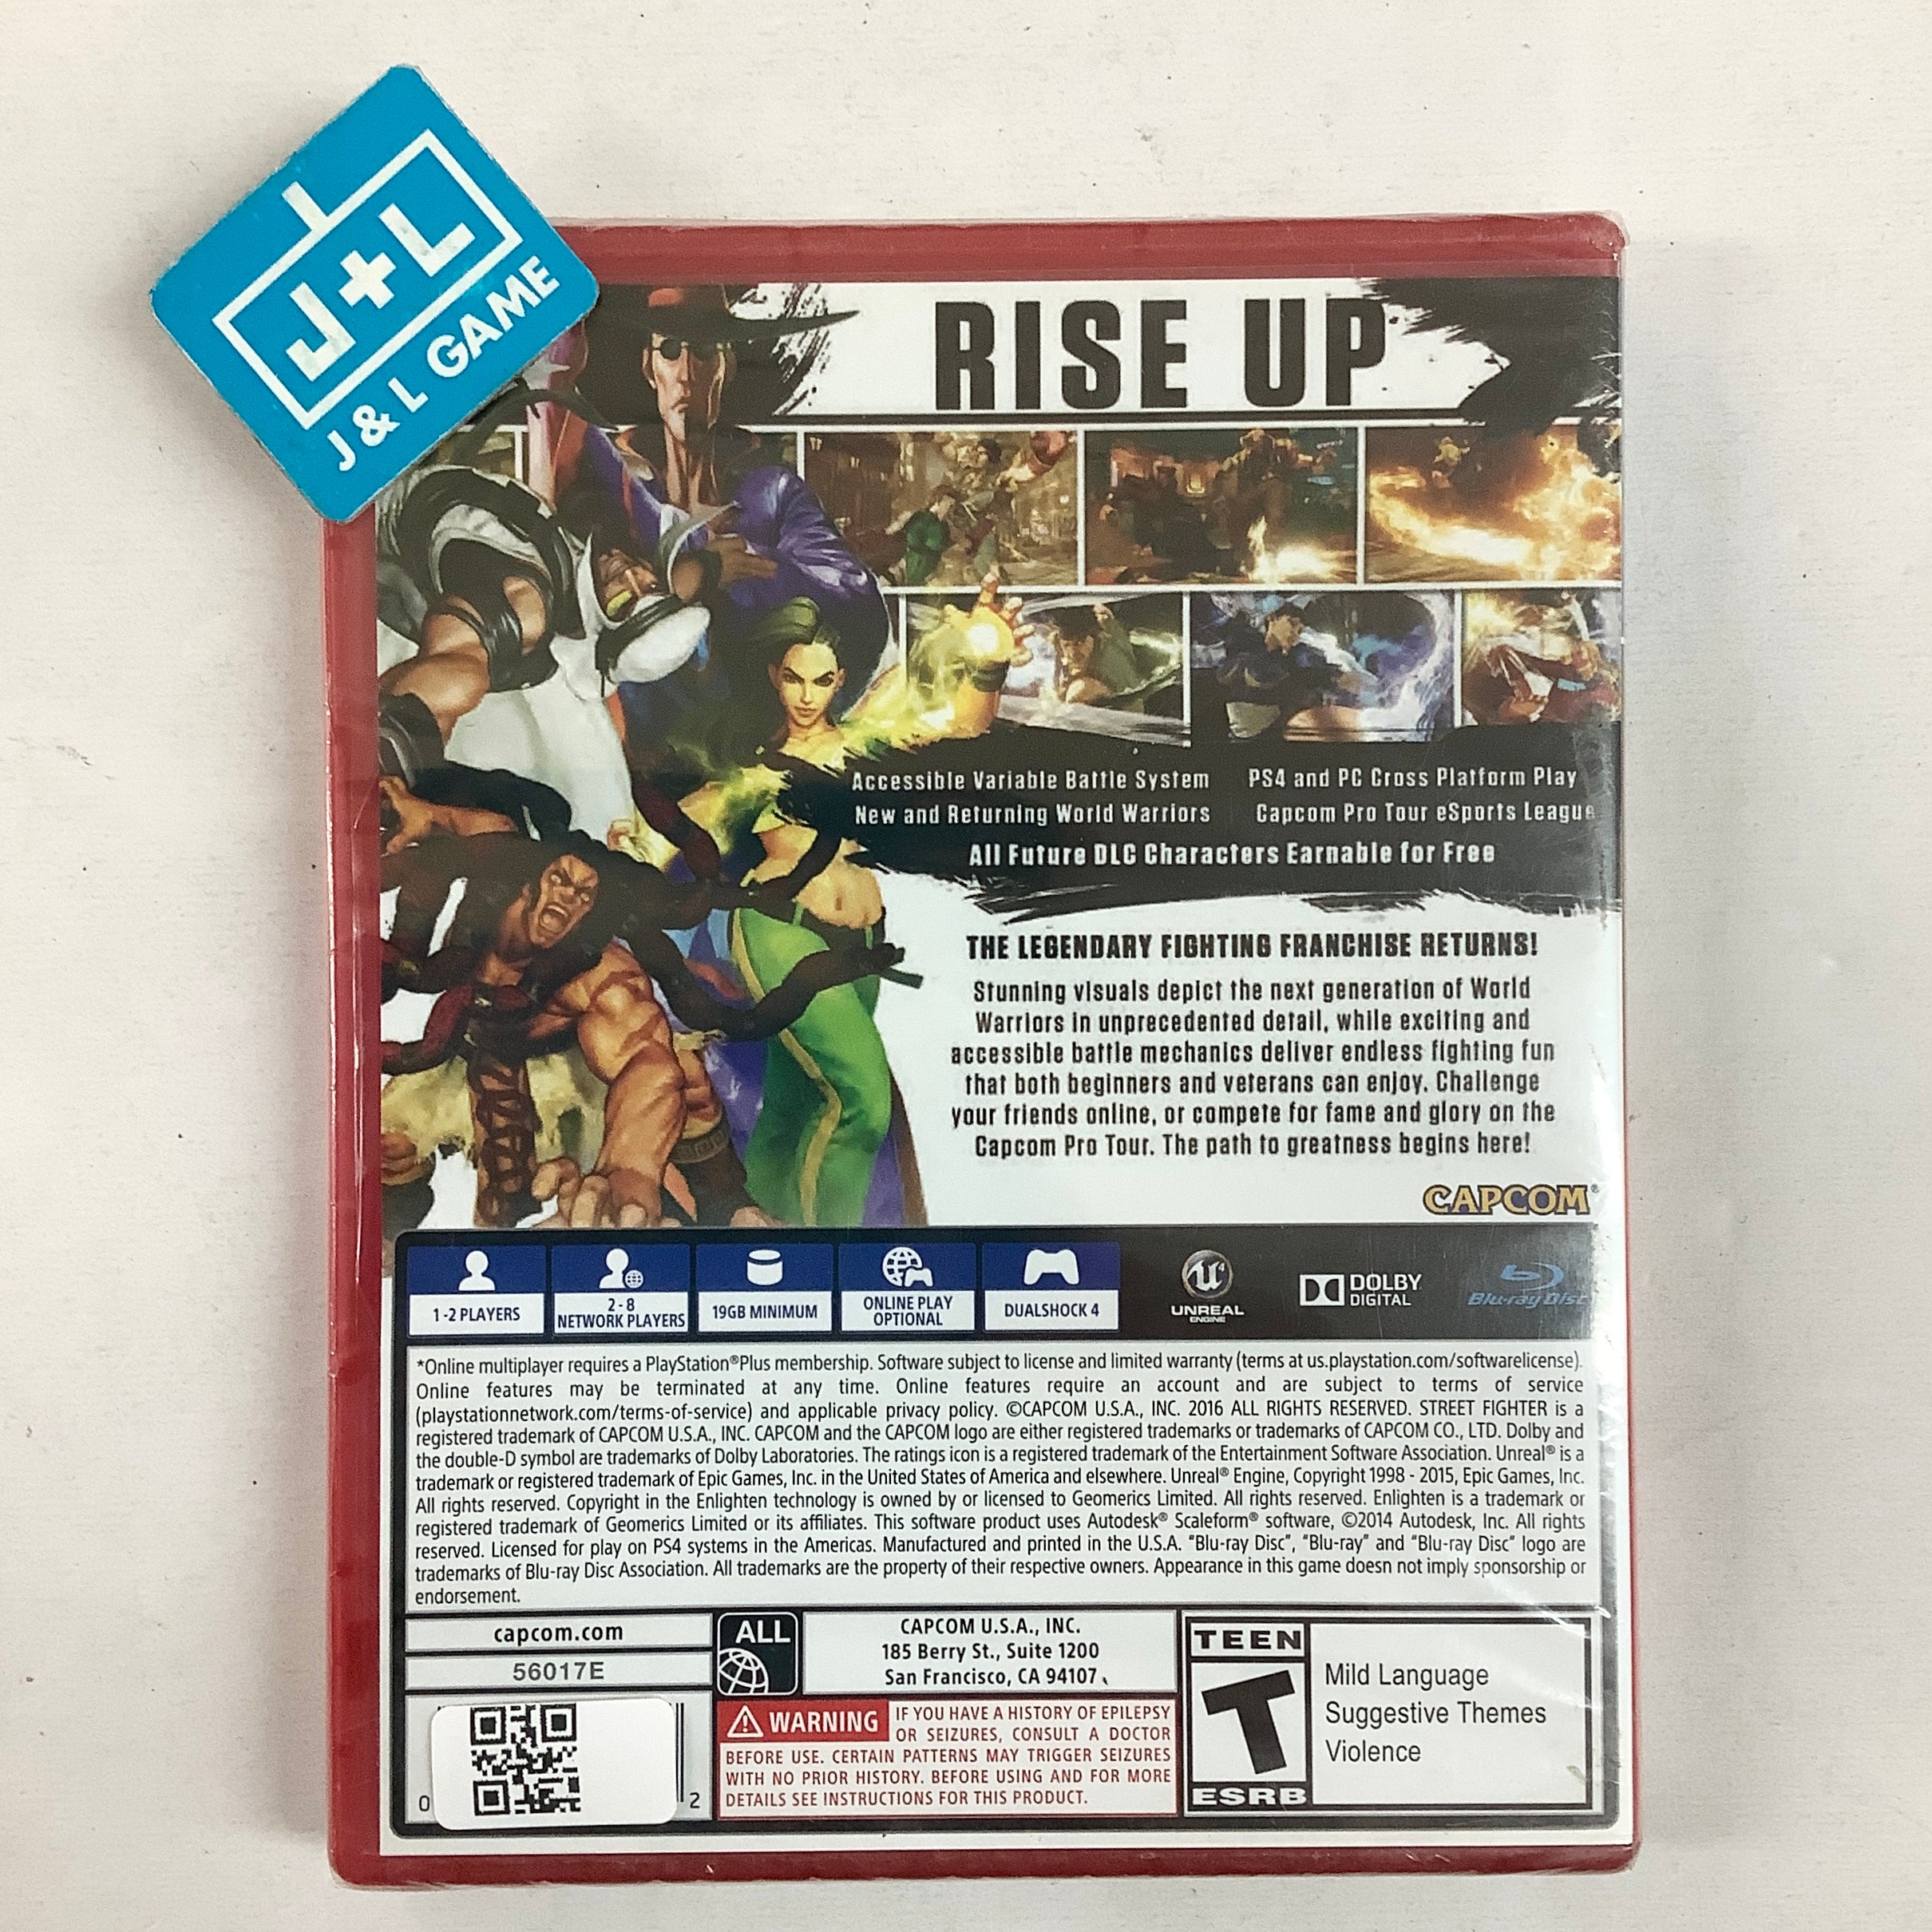 J+L
J & L GAME
RISE UP
Accessible Variable Battle System
PS4 and PC Cross Platform Play
New and Returning World Warriors
Capcom Pro Tour eSports League
All Future DLC Characters Earnable for Free
THE LEGENDARY FIGHTING FRANCHISE RETURNS!
Stunning visuals depict the next generation of World
Warriors in unprecedented detail, while exciting and
accessible battle mechanics deliver endless fighting fun
that both beginners and veterans can enjoy. Challenge
your friends online, or compete for fame and glory on the
Capcom Pro Tour. The path to greatness begins here!
CAPCOM®
1-2 PLAYERS
2-8
NETWORK PLAYERS
19GB MINIMUM
ONLINE PLAY
OPTIONAL
DUALSHOCK 4
UNREAL
ENGINE
DOLBY
DIGITAL
Blu-ray Disc
*Online multiplayer requires a PlayStation®Plus membership. Software subject to license and limited warranty (terms at us.playstation.com/softwarelicense).
Online features may be terminated at any time. Online features require an account and are subject to terms of service
(playstationnetwork.com/terms-of-service) and applicable privacy policy. ©CAPCOM U.S.A., INC. 2016 ALL RIGHTS RESERVED. STREET FIGHTER is a
registered trademark of CAPCOM U.S.A., INC. CAPCOM and the CAPCOM logo are either registered trademarks or trademarks of CAPCOM CO., LTD. Dolby and
the double-D symbol are trademarks of Dolby Laboratories. The ratings icon is a registered trademark of the Entertainment Software Association. Unreal® is a
trademark or registered trademark of Epic Games, Inc. in the United States of America and elsewhere. Unreal® Engine, Copyright 1998 - 2015, Epic Games, Inc.
All rights reserved. Copyright in the Enlighten technology is owned by or licensed to Geomerics Limited. All rights reserved. Enlighten is a trademark or
registered trademark of Geomerics Limited or its affiliates. This software product uses Autodesk® Scaleform® software, ©2014 Autodesk, Inc. All rights
reserved. Licensed for play on PS4 systems in the Americas. Manufactured and printed in the U.S.A. "Blu-ray Disc", "Blu-ray" and "Blu-ray Disc" logo are
trademarks of Blu-ray Disc Association. All trademarks are the property of their respective owners. Appearance in this game doesn not imply sponsorship or
endorsement.
capcom.com
56017E
ALL
CAPCOM U.S.A., INC.
185 Berry St., Suite 1200
San Francisco, CA 94107
WARNING IF YOU HAVE A HISTORY OF EPILEPSY
OR SEIZURES, CONSULT A DOCTOR
BEFORE USE. CERTAIN PATTERNS MAY TRIGGER SEIZURES
WITH NO PRIOR HISTORY. BEFORE USING AND FOR MORE
DETAILS SEE INSTRUCTIONS FOR THIS PRODUCT.
TEEN
T
ESRB
Mild Language
Suggestive Themes
Violence
0 2